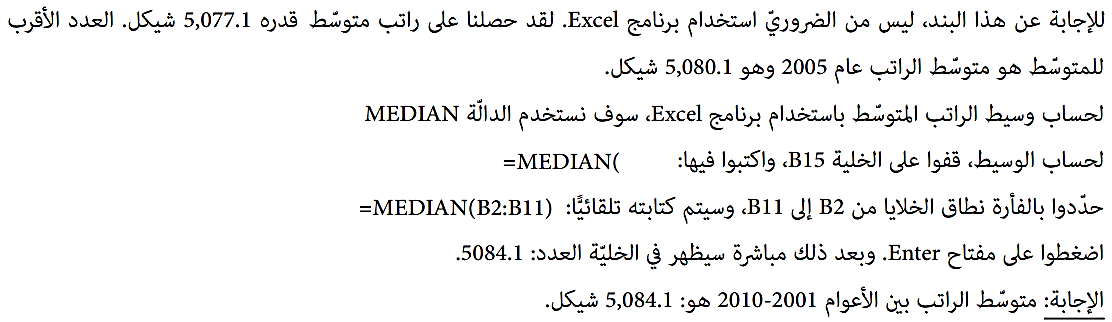 للإجابة عن هذا البند، ليس من الضروريّ استخدام برنامج Excel. لقد حصلنا على راتب متوسّط قدره 5,077.1 شيكل. العدد الأقرب
للمتوسّط هو متوسّط الراتب عام 2005 وهو 5,080.1 شيكل.
لحساب وسيط الراتب المتوسّط باستخدام برنامج Excel، سوف نستخدم الدالّة MEDIAN
لحساب الوسيط، قفوا على الخلية B15، واكتبوا فيها: =MEDIAN(
حدّدوا بالفأرة نطاق الخلايا من B2 إلى B11، وسيتم كتابته تلقائيًّا: =MEDIAN(B2:B11)
اضغطوا على مفتاح Enter. وبعد ذلك مباشرة سيظهر في الخليّة العدد: 5084.1.
الإجابة: متوسّط الراتب بين الأعوام 2001-2010 هو: 5,084.1 شيكل.